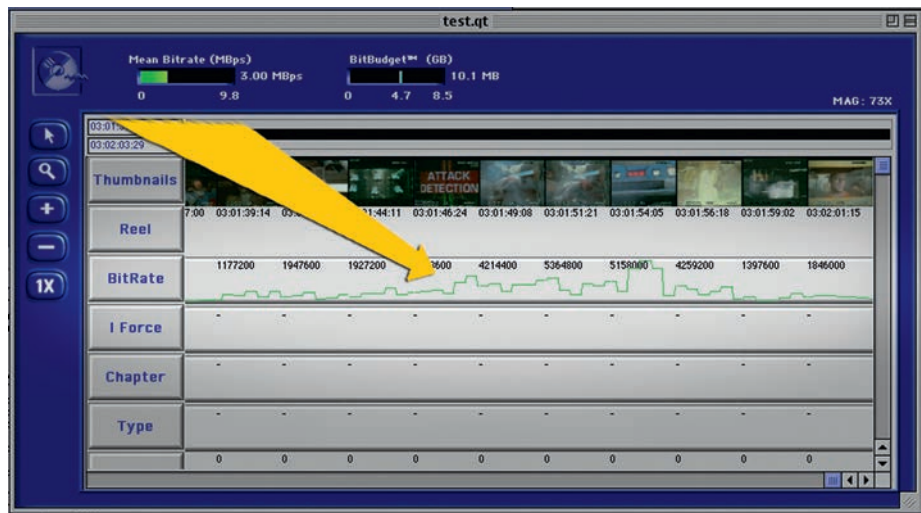 test.qt
Mean Bitrate (MBps)
3.00 MBps
0 9.8
BitBudget™ (GB)
10.1 MB
0 4.7 8.5
MAG: 73X
03:02:03:29
Thumbnails
ATTACK
DETECTION
Reel
7:00 03:01:39:14 03:01:46:24 03:01:49:08 03:01:51:21 03:01:54:05 03:01:56:18 03:01:59:02 03:02:01:15
BitRate
1177200 1947600 1927200 4214400 5364800 5158000 4259200 1397600 1846000
1X
I Force
- - - - - - - - - -
Chapter
- - - - - - - - - -
Type
- - - - - - - - - -
0 0 0 0 0 0 0 0 0 0